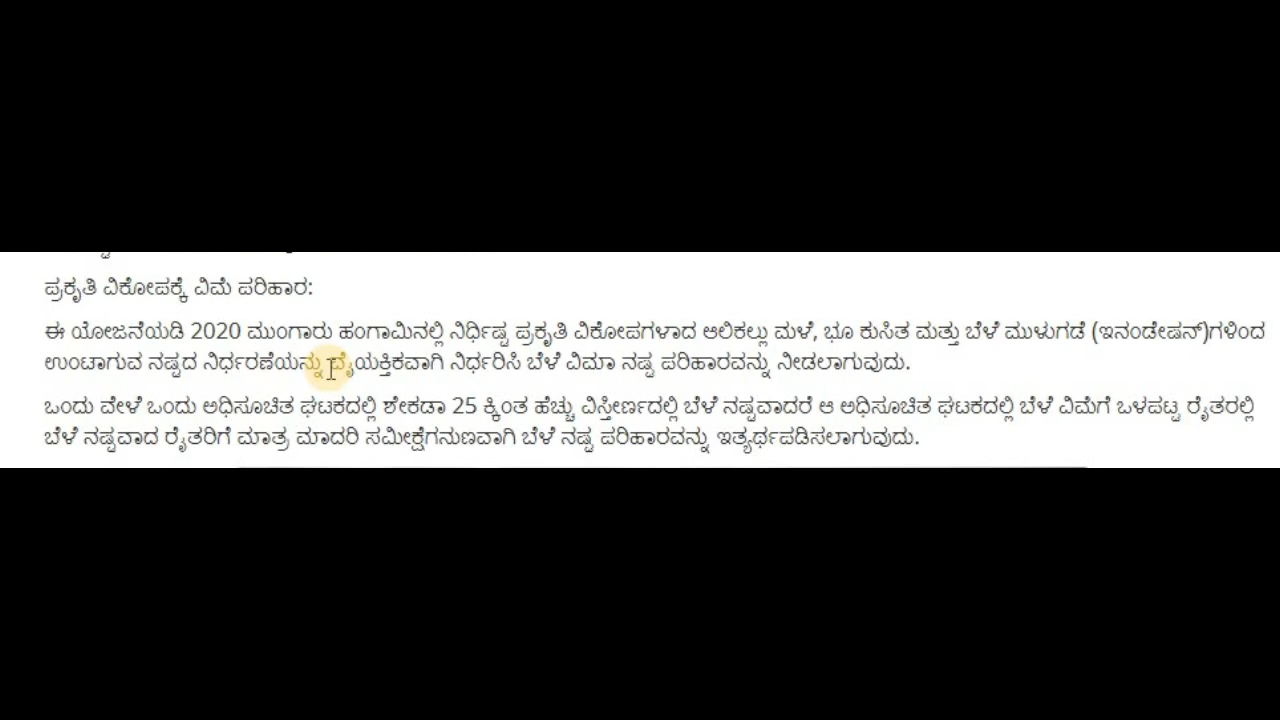 ಪ್ರಕೃತಿ ವಿಕೋಪಕ್ಕೆ ವಿಮೆ ಪರಿಹಾರ:
ಈ ಯೋಜನೆಯಡಿ 2020 ಮುಂಗಾರು ಹಂಗಾಮಿನಲ್ಲಿ ನಿರ್ಧಿಷ್ಟ ಪ್ರಕೃತಿ ವಿಕೋಪಗಳಾದ ಆಲಿಕಲ್ಲು ಮಳೆ, ಭೂ ಕುಸಿತ ಮತ್ತು ಬೆಳೆ ಮುಳುಗಡೆ (ಇನಂಡೇಷನ್)ಗಳಿಂದ
ಉಂಟಾಗುವ ನಷ್ಟದ ನಿರ್ಧರಣೆಯನ್ನು ವೈಯಕ್ತಿಕವಾಗಿ ನಿರ್ಧರಿಸಿ ಬೆಳೆ ವಿಮಾ ನಷ್ಟ ಪರಿಹಾರವನ್ನು ನೀಡಲಾಗುವುದು.
ಒಂದು ವೇಳೆ ಒಂದು ಅಧಿಸೂಚಿತ ಘಟಕದಲ್ಲಿ ಶೇಕಡಾ 25 ಕ್ಕಿಂತ ಹೆಚ್ಚು ವಿಸ್ತೀರ್ಣದಲ್ಲಿ ಬೆಳೆ ನಷ್ಟವಾದರೆ ಆ ಅಧಿಸೂಚಿತ ಘಟಕದಲ್ಲಿ ಬೆಳೆ ವಿಮೆಗೆ ಒಳಪಟ್ಟ ರೈತರಲ್ಲಿ
ಬೆಳೆ ನಷ್ಟವಾದ ರೈತರಿಗೆ ಮಾತ್ರ ಮಾದರಿ ಸಮೀಕ್ಷೆಗನುಣವಾಗಿ ಬೆಳೆ ನಷ್ಟ ಪರಿಹಾರವನ್ನು ಇತ್ಯರ್ಥಪಡಿಸಲಾಗುವುದು.